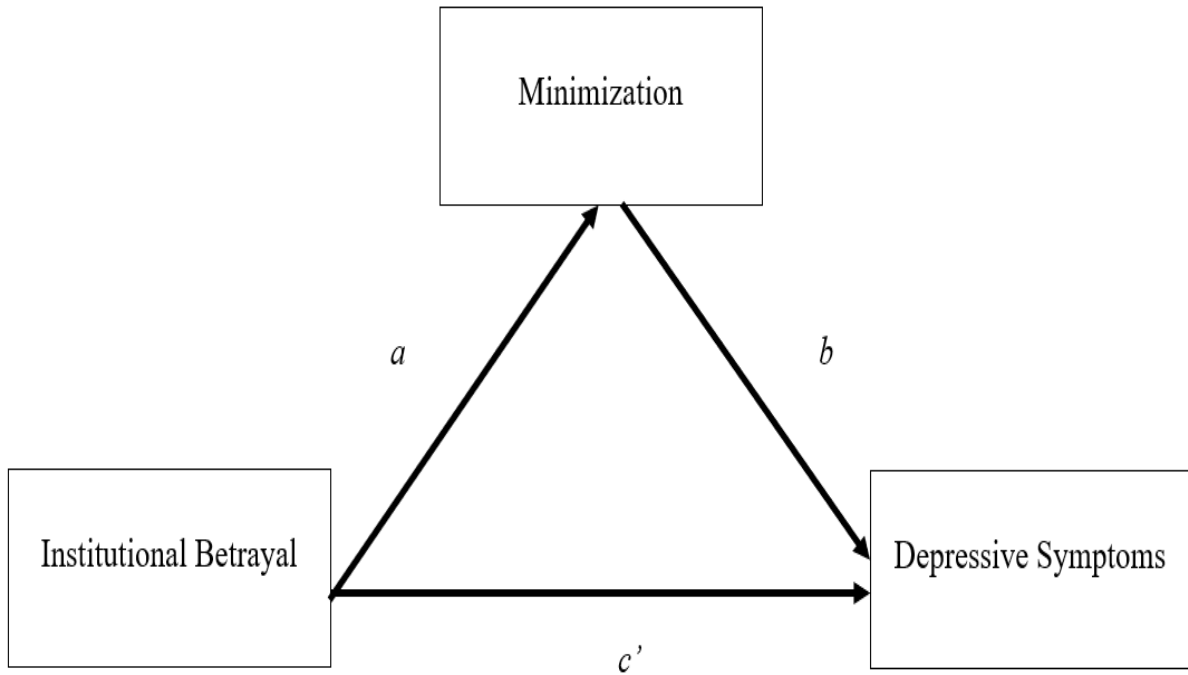 Minimization
a
b
Institutional Betrayal
Depressive Symptoms
c’